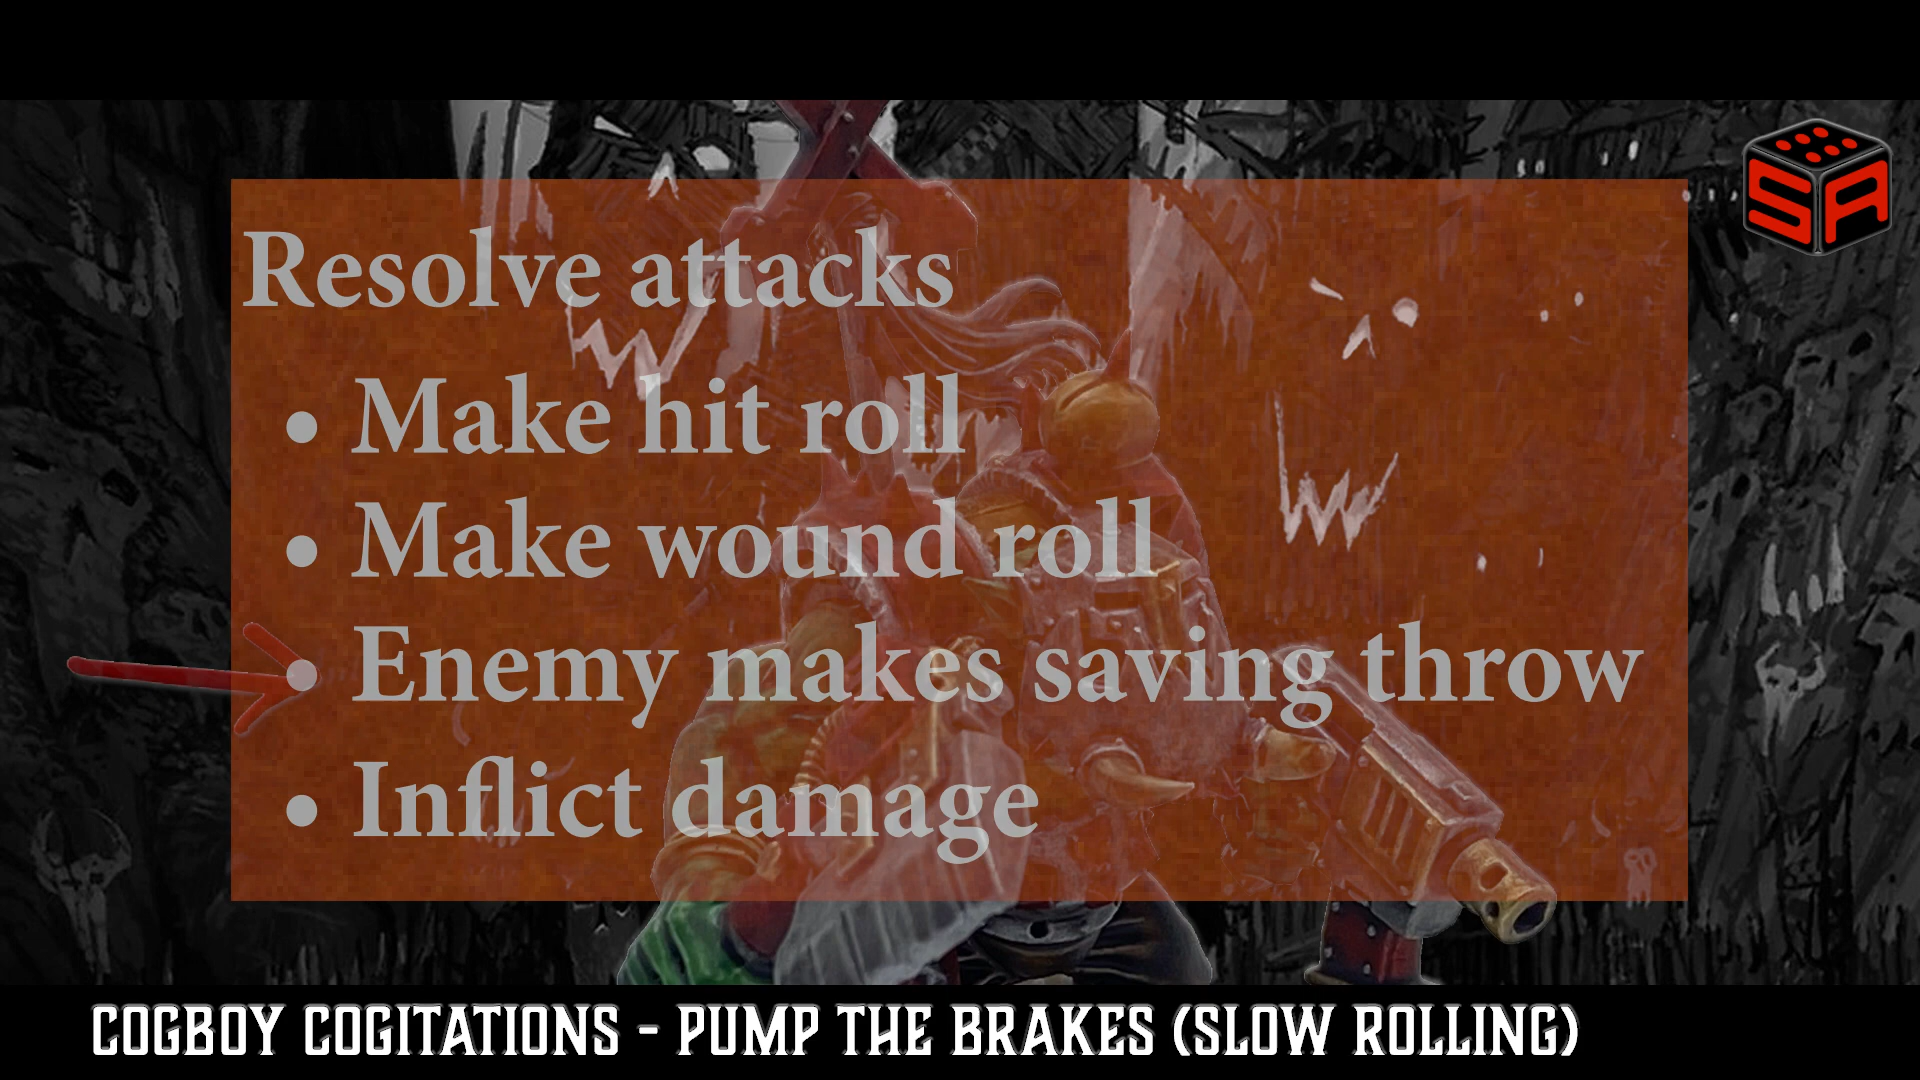 SA
Resolve attacks
• Make hit roll
• Make wound roll
• Enemy makes saving throw
• Inflict damage
COGBOY COGITATIONS - PUMP THE BRAKES (SLOW ROLLING)